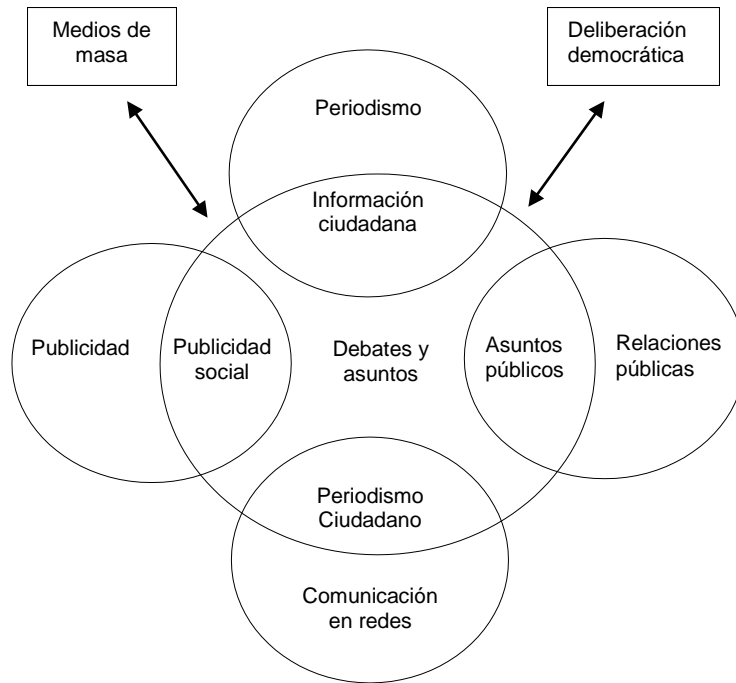 Medios de
masa
Deliberación
democrática
Periodismo
Información
ciudadana
Publicidad
Publicidad
social
Debates y
asuntos
Asuntos
públicos
Relaciones
públicas
Periodismo
Ciudadano
Comunicación
en redes